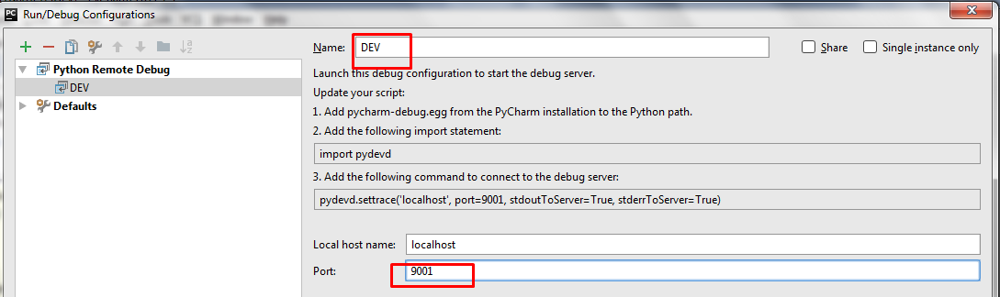 PC Run/Debug Configurations
Name: DEV
Share
Single instance only
Python Remote Debug
DEV
Defaults
Launch this debug configuration to start the debug server.
Update your script:
1. Add pycharm-debug.egg from the PyCharm installation to the Python path.
2. Add the following import statement:
import pydevd
3. Add the following command to connect to the debug server:
pydevd.settrace('localhost', port=9001, stdoutToServer=True, stderrToServer=True)
Local host name: localhost
Port: 9001